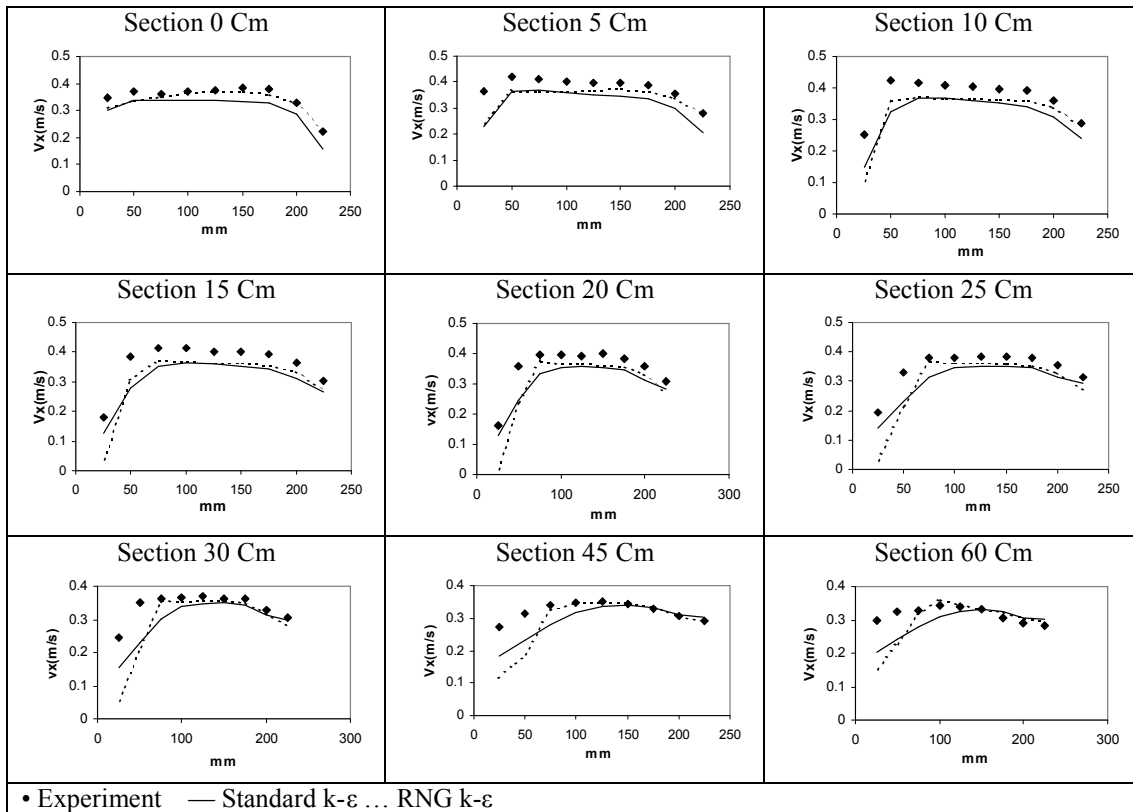 Section 0 Cm
0.5
0.4
0.3
0.2
0.1
0
Vx(m/s)
0 50 100 150 200 250
mm
Section 5 Cm
0.5
0.4
0.3
0.2
0.1
0
Vx(m/s)
0 50 100 150 200 250
mm
Section 10 Cm
0.5
0.4
0.3
0.2
0.1
0
Vx(m/s)
0 50 100 150 200 250
mm
Section 15 Cm
0.5
0.4
0.3
0.2
0.1
0
Vx(m/s)
0 50 100 150 200 250
mm
Section 20 Cm
0.5
0.4
0.3
0.2
0.1
0
vx(m/s)
0 100 200 300
mm
Section 25 Cm
0.5
0.4
0.3
0.2
0.1
0
Vx(m/s)
0 50 100 150 200 250
mm
Section 30 Cm
0.4
0.3
0.2
0.1
0
vx(m/s)
0 100 200 300
mm
Section 45 Cm
0.4
0.3
0.2
0.1
0
Vx(m/s)
0 50 100 150 200 250
mm
Section 60 Cm
0.4
0.3
0.2
0.1
0
Vx(m/s)
0 100 200 300
mm
• Experiment — Standard k-ε … RNG k-ε